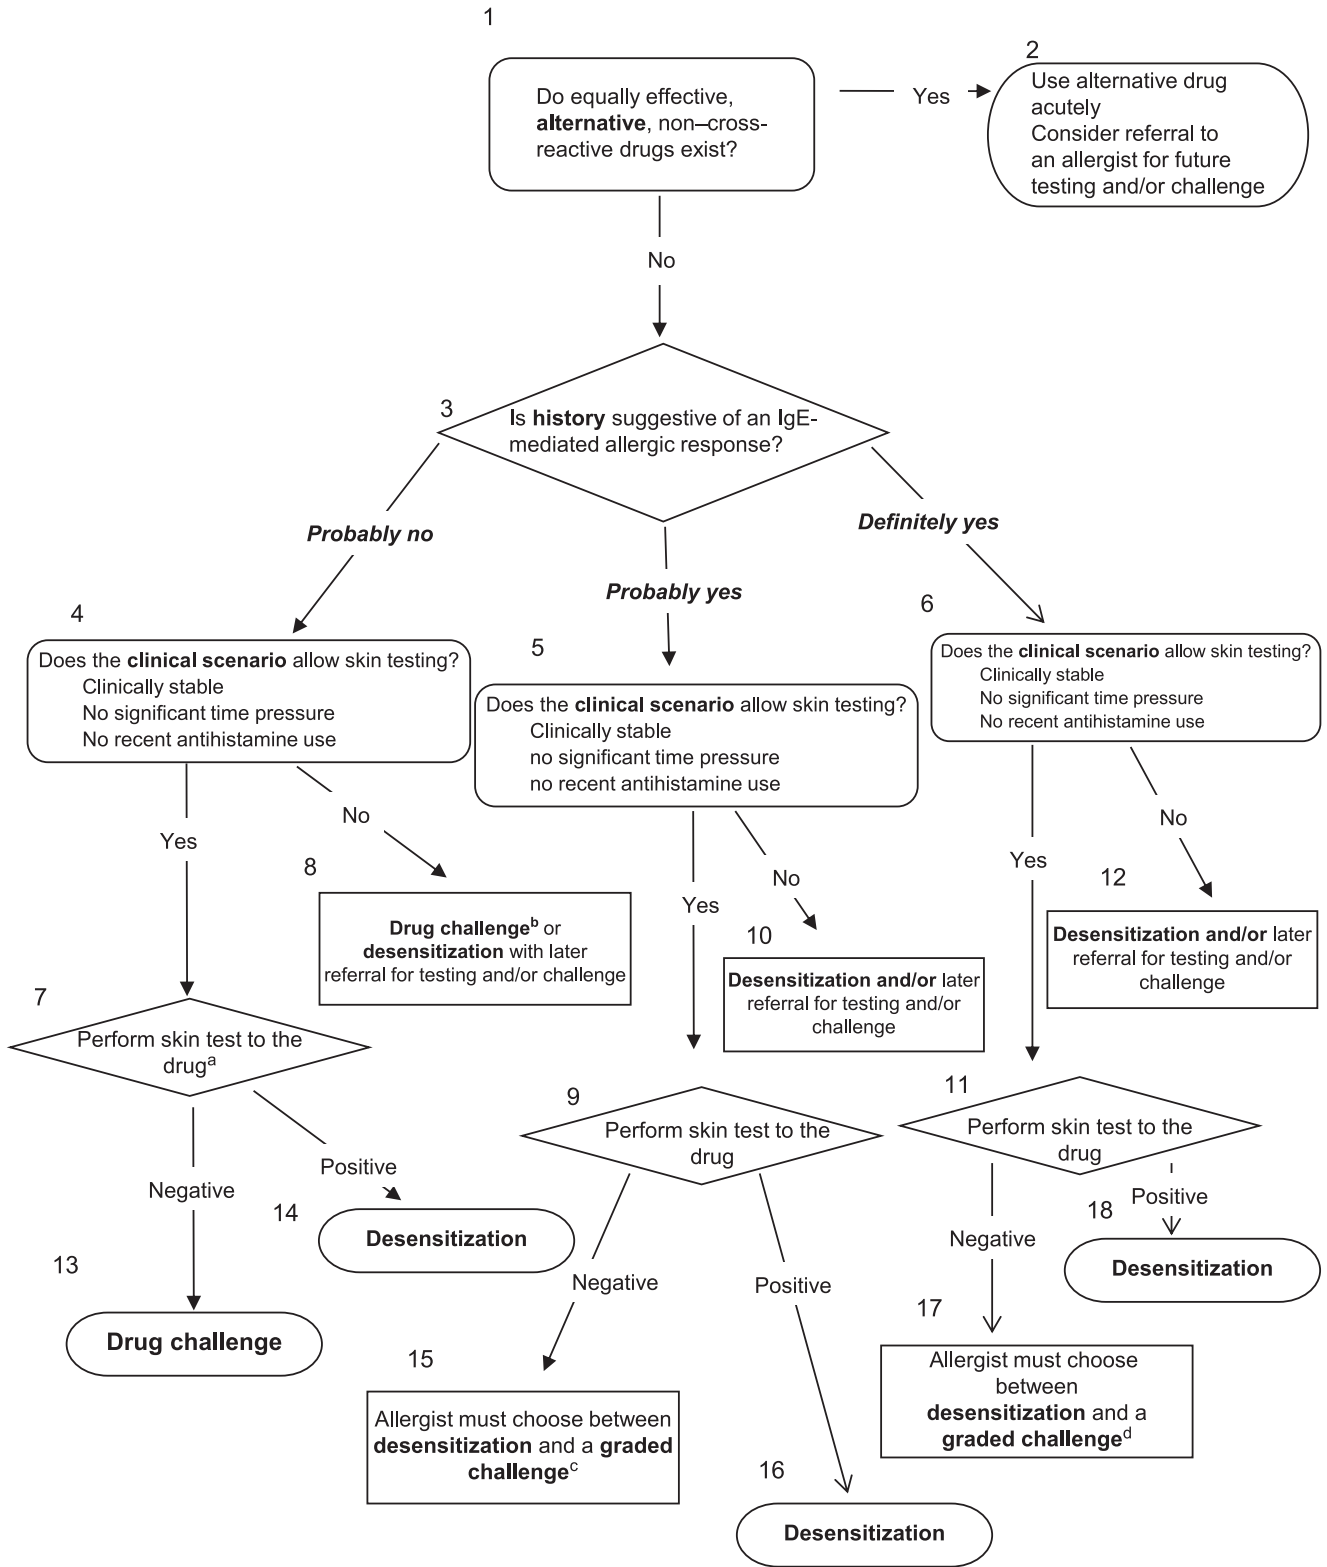 1
Do equally effective,
alternative, non–cross-
reactive drugs exist?
Yes
2
Use alternative drug
acutely
Consider referral to
an allergist for future
testing and/or challenge
No
3
Is history suggestive of an IgE-
mediated allergic response?
Probably no
Probably yes
Definitely yes
4
Does the clinical scenario allow skin testing?
Clinically stable
No significant time pressure
No recent antihistamine use
5
Does the clinical scenario allow skin testing?
Clinically stable
no significant time pressure
no recent antihistamine use
6
Does the clinical scenario allow skin testing?
Clinically stable
No significant time pressure
No recent antihistamine use
Yes
No
8
Drug challengeb or
desensitization with later
referral for testing and/or challenge
Yes
No
10
Desensitization and/or later
referral for testing and/or
challenge
Yes
No
12
Desensitization and/or later
referral for testing and/or
challenge
7
Perform skin test to the
druga
Negative
Positive
14
Desensitization
13
Drug challenge
9
Perform skin test to the
drug
Negative
Positive
15
Allergist must choose between
desensitization and a graded
challengec
16
Desensitization
11
Perform skin test to the
drug
Negative
Positive
18
Desensitization
17
Allergist must choose
between
desensitization and a
graded challenged